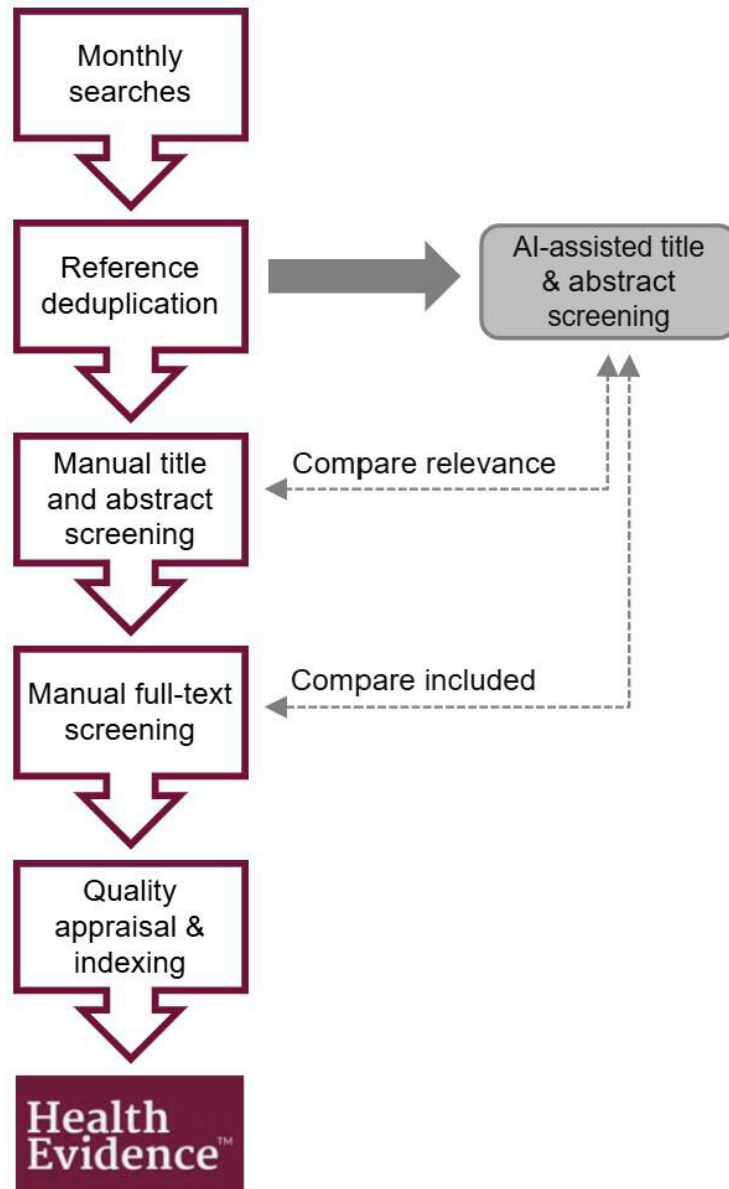 Monthly
searches
Reference
deduplication
AI-assisted title
& abstract
screening
Manual title
and abstract
screening
Compare relevance
Manual full-text
screening
Compare included
Quality
appraisal &
indexing
Health
Evidence™